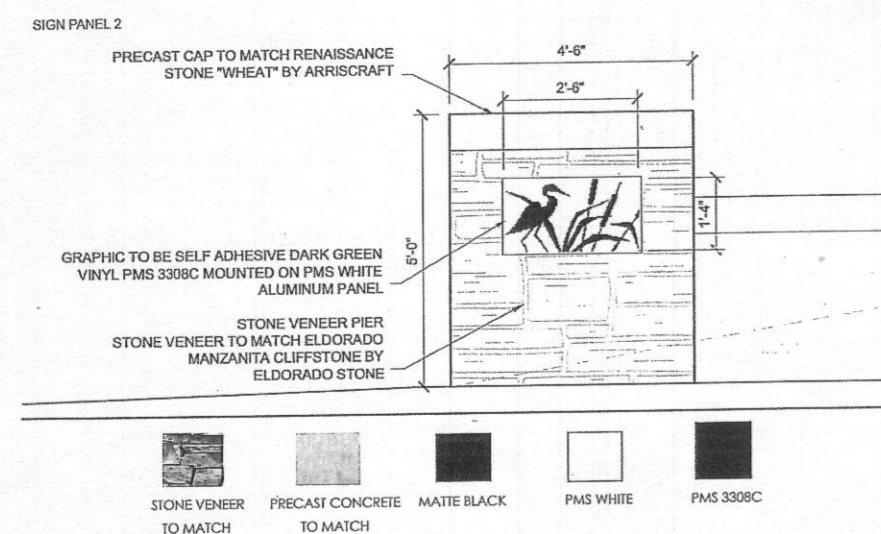 SIGN PANEL 2
PRECAST CAP TO MATCH RENAISSANCE
STONE "WHEAT" BY ARRISCRAFT
4'-6"
2'-6"
5'-0"
1'-4"
GRAPHIC TO BE SELF ADHESIVE DARK GREEN
VINYL PMS 3308C MOUNTED ON PMS WHITE
ALUMINUM PANEL
STONE VENEER PIER
STONE VENEER TO MATCH ELDORADO
MANZANITA CLIFFSTONE BY
ELDORADO STONE
STONE VENEER
TO MATCH
PRECAST CONCRETE
TO MATCH
MATTE BLACK
PMS WHITE
PMS 3308C